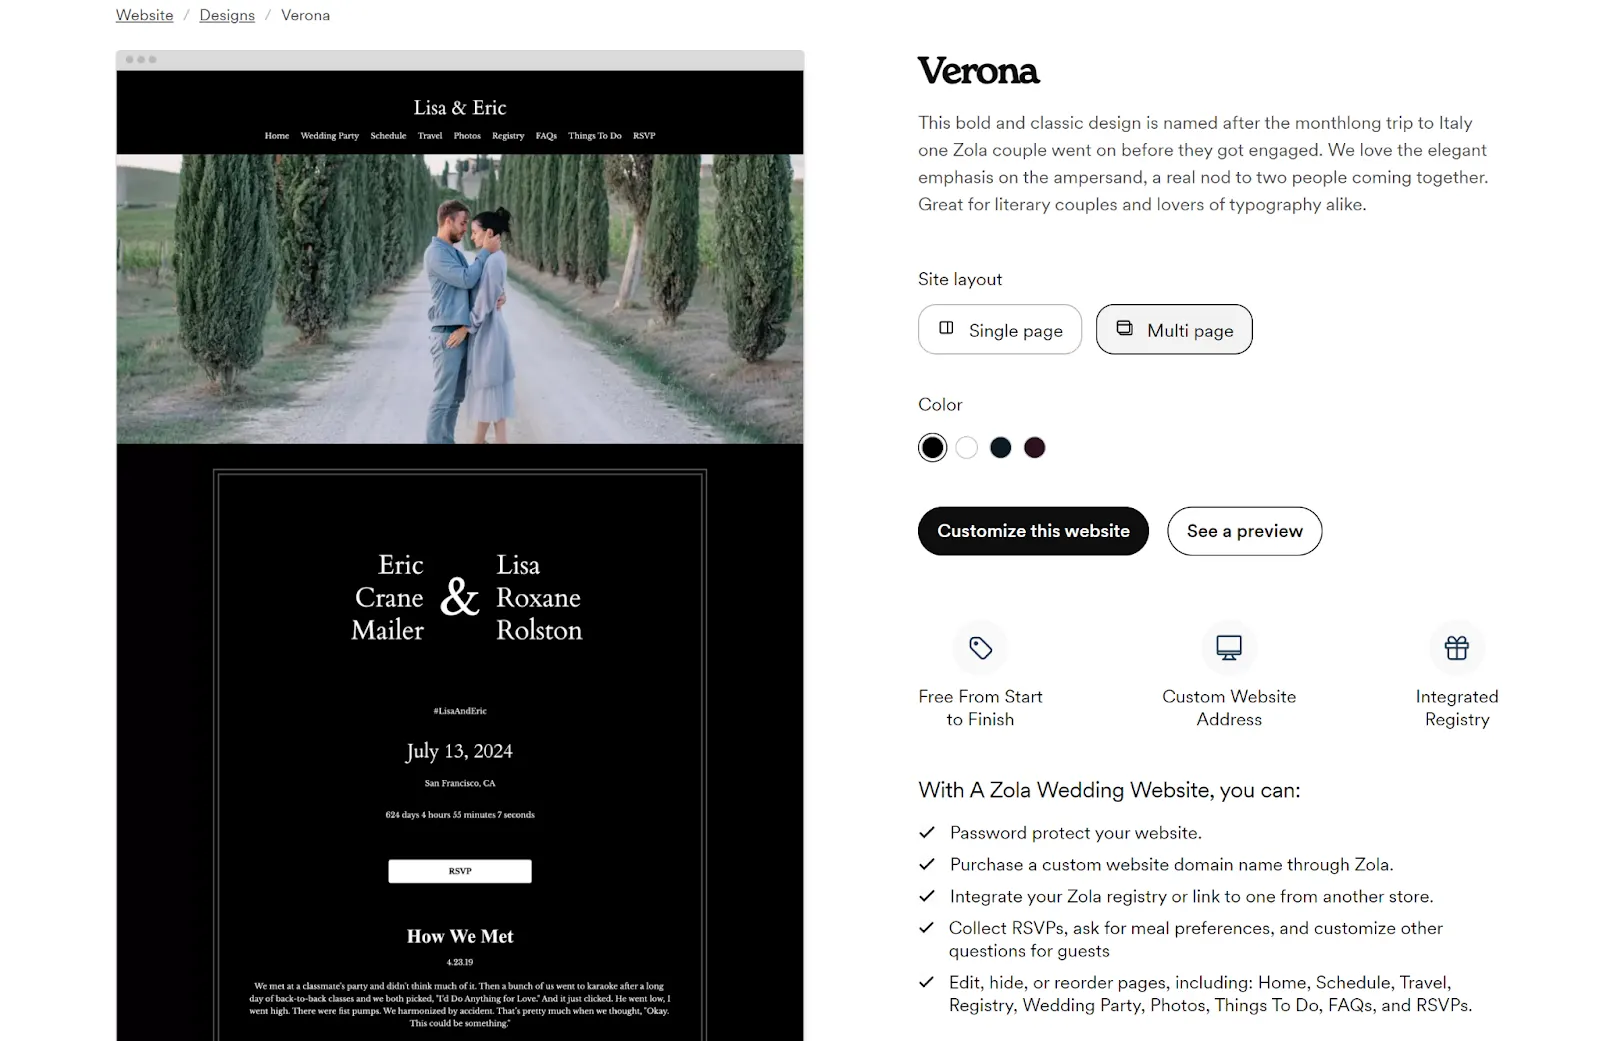 Website / Designs / Verona
Lisa & Eric
Home Wedding Party Schedule Travel Photos Registry FAQs Things To Do RSVP
Eric
Crane
Mailer
&
Lisa
Roxane
Rolston
#LisaAndEric
July 13, 2024
San Francisco, CA
624 days 4 hours 55 minutes 7 seconds
RSVP
How We Met
4.23.19
We met at a classmate's party and didn't think much of it. Then a bunch of us went to karaoke after a long
day of back-to-back classes and we both picked, "I'd Do Anything for Love." And it just clicked. He went low, I
went high. There were fist pumps. We harmonized by accident. That's pretty much when we thought, "Okay.
This could be something."
Verona
This bold and classic design is named after the monthlong trip to Italy
one Zola couple went on before they got engaged. We love the elegant
emphasis on the ampersand, a real nod to two people coming together.
Great for literary couples and lovers of typography alike.
Site layout
Single page
Multi page
Color
Customize this website
See a preview
Free From Start
to Finish
Custom Website
Address
Integrated
Registry
With A Zola Wedding Website, you can:
Password protect your website.
Purchase a custom website domain name through Zola.
Integrate your Zola registry or link to one from another store.
Collect RSVPs, ask for meal preferences, and customize other
questions for guests
Edit, hide, or reorder pages, including: Home, Schedule, Travel,
Registry, Wedding Party, Photos, Things To Do, FAQs, and RSVPs.